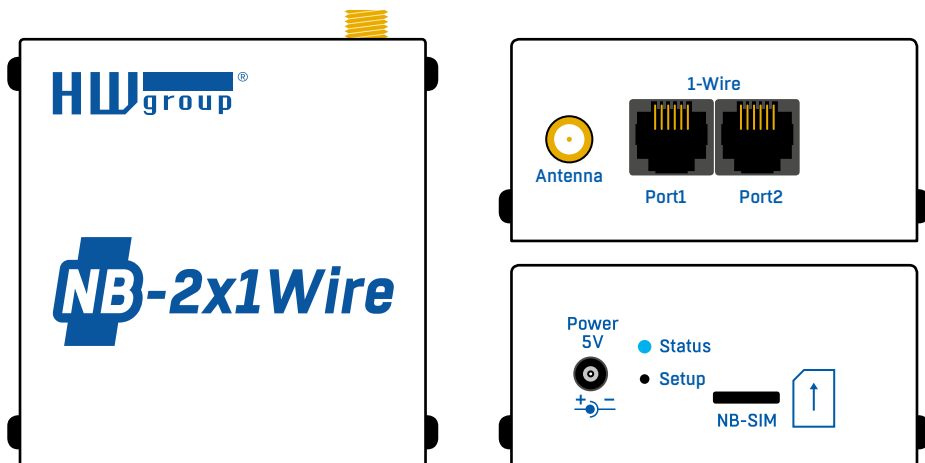 HW group ®
NB-2x1Wire
1-Wire
Antenna
Port1 Port2
Power
5V
Status
Setup
+ −
NB-SIM